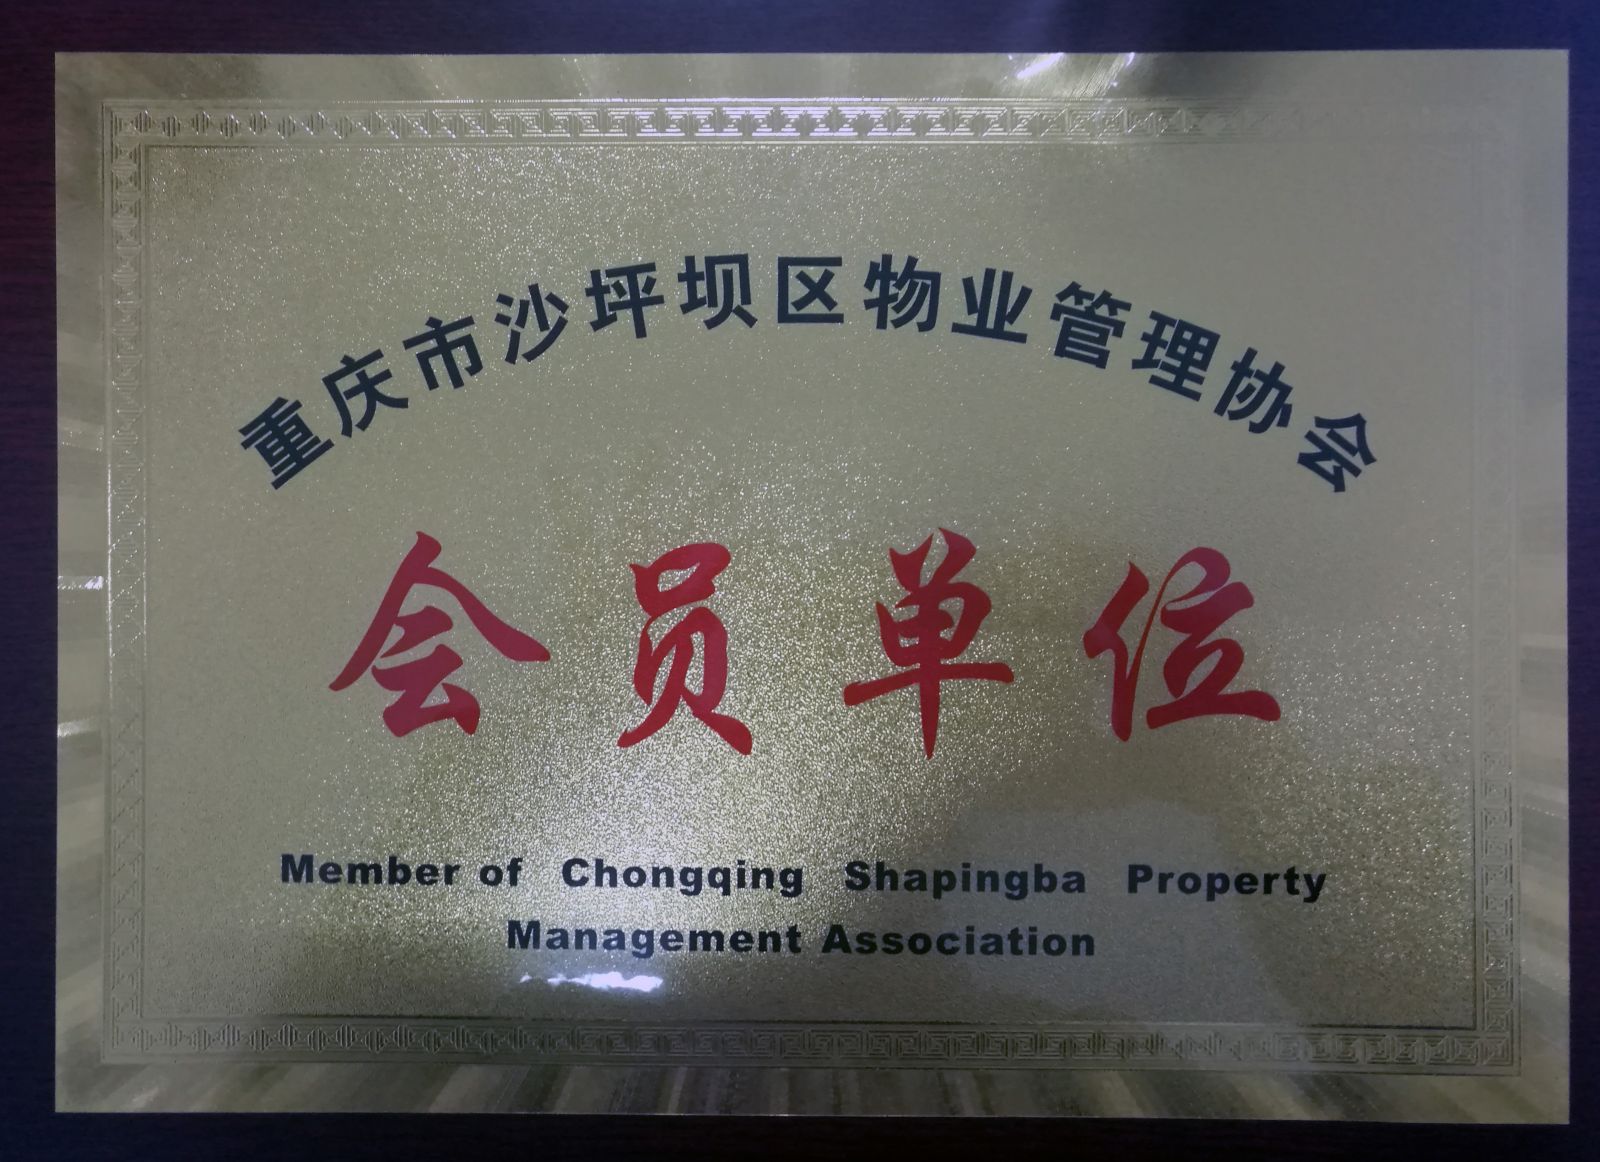 重庆市沙坪坝区物业管理协会
会员单位
Member of Chongqing Shapingba Property
Management Association